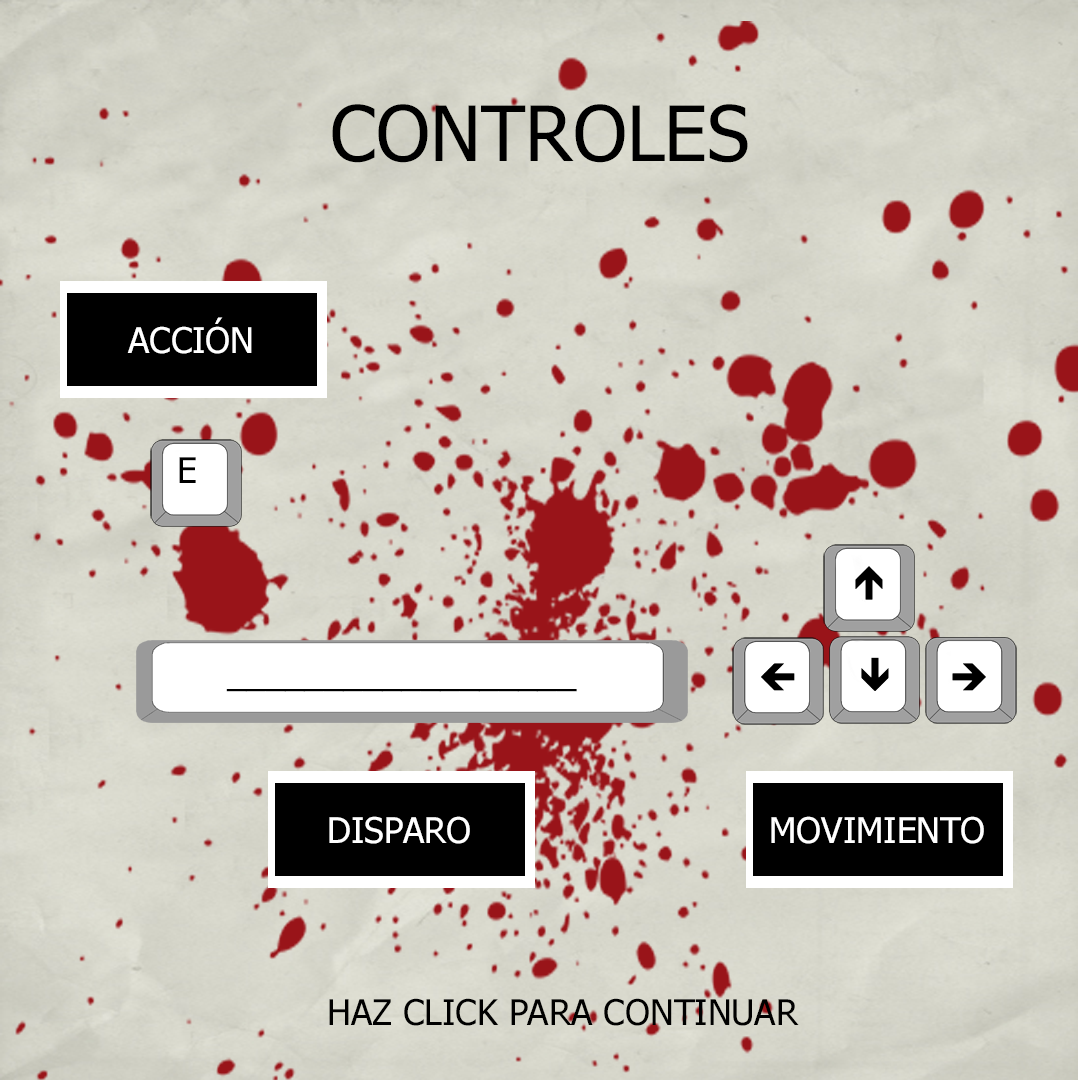 CONTROLES
ACCIÓN
E
DISPARO
MOVIMIENTO
HAZ CLICK PARA CONTINUAR